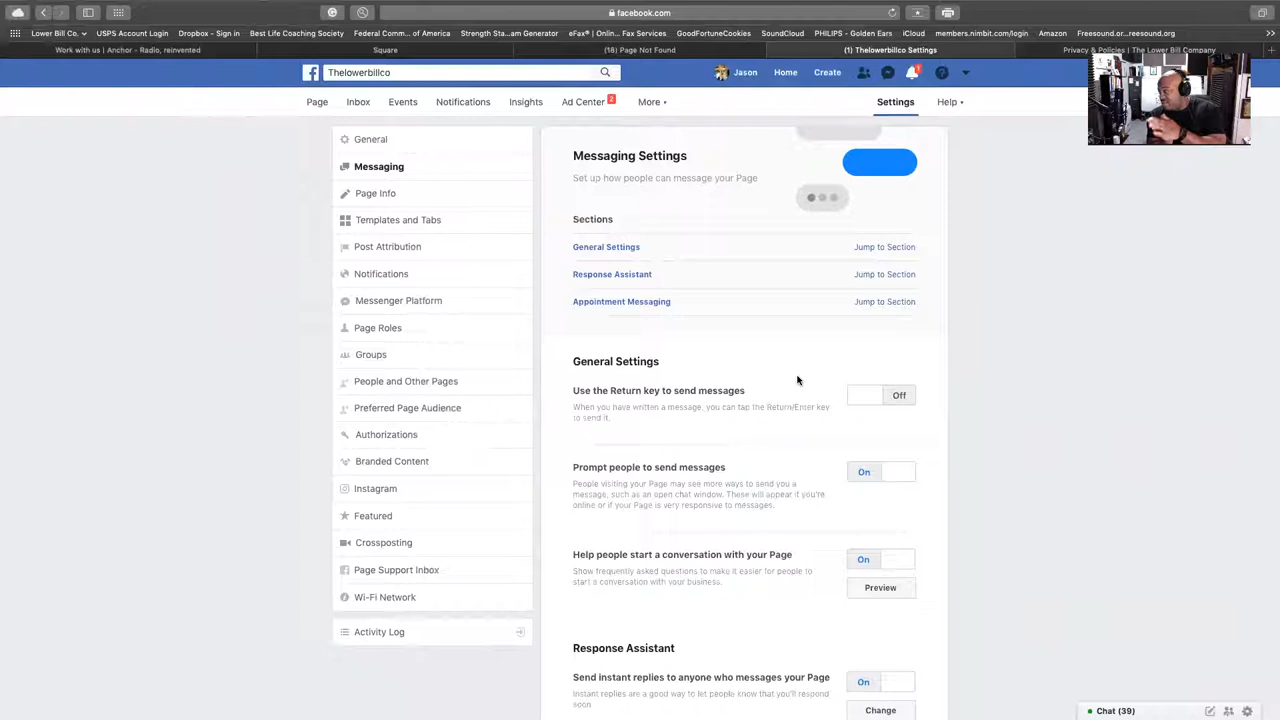 facebook.com
Lower Bill Co.
USPS Account Login
Dropbox - Sign in
Best Life Coaching Society
Federal Comm... of America
Strength Sta...am Generator
eFax® | Onlin... Fax Services
GoodFortuneCookies
SoundCloud
PHILIPS - Golden Ears
iCloud
members.nimbit.com/login
Amazon
Freesound.or...reesound.org
Work with us | Anchor - Radio, reinvented
Square
(18) Page Not Found
(1) Thelowerbillco Settings
Privacy & Policies | The Lower Bill Company
Thelowerbillco
Jason
Home
Create
Page
Inbox
Events
Notifications
Insights
Ad Center 2
More
Settings
Help
General
Messaging
Page Info
Templates and Tabs
Post Attribution
Notifications
Messenger Platform
Page Roles
Groups
People and Other Pages
Preferred Page Audience
Authorizations
Branded Content
Instagram
Featured
Crossposting
Page Support Inbox
Wi-Fi Network
Activity Log
Messaging Settings
Set up how people can message your Page
Sections
General Settings Jump to Section
Response Assistant Jump to Section
Appointment Messaging Jump to Section
General Settings
Use the Return key to send messages
Off
When you have written a message, you can tap the Return/Enter key
to send it.
Prompt people to send messages
On
People visiting your Page may see more ways to send you a
message, such as an open chat window. These will appear if you're
online or if your Page is very responsive to messages.
Help people start a conversation with your Page
On
Show frequently asked questions to make it easier for people to
start a conversation with your business.
Preview
Response Assistant
Send instant replies to anyone who messages your Page
On
Instant replies are a good way to let people know that you'll respond
soon
Change
Chat (39)